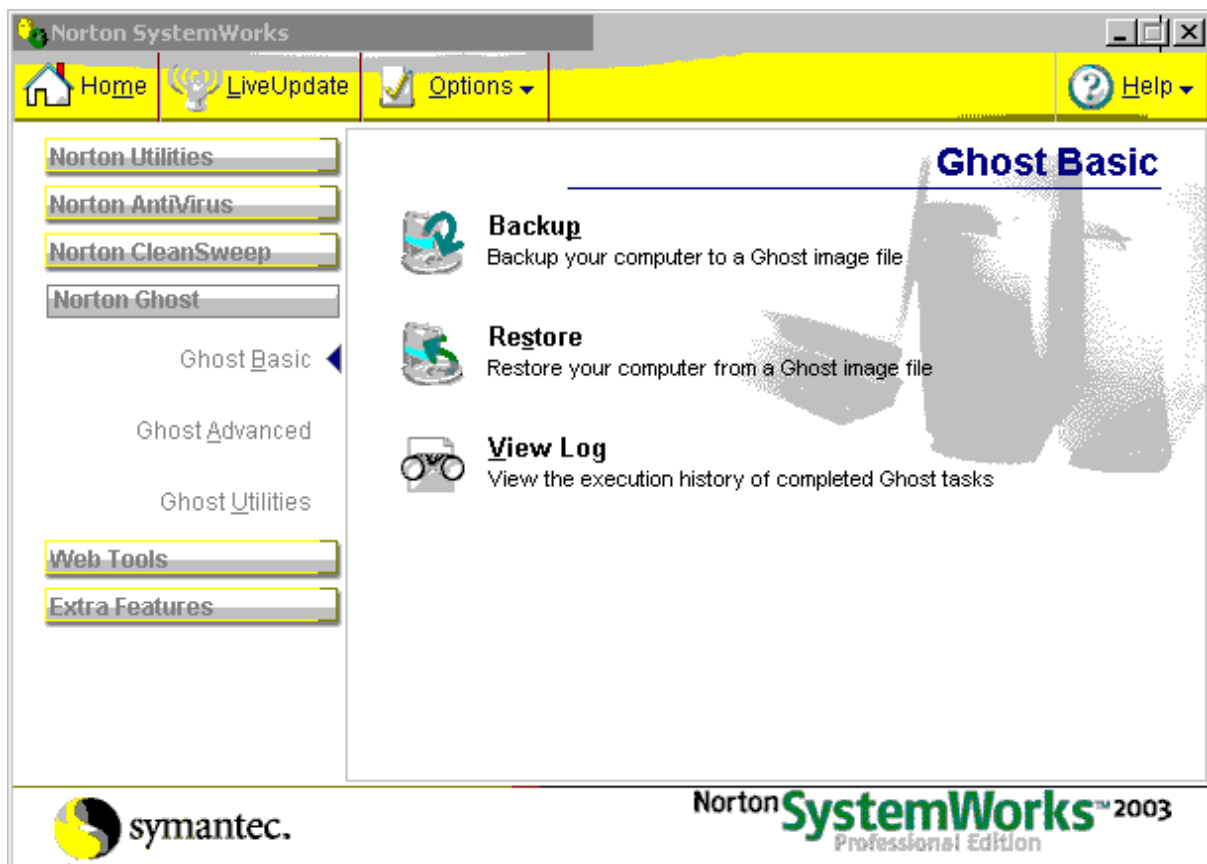 Norton SystemWorks
Home LiveUpdate Options Help
Norton Utilities
Norton AntiVirus
Norton CleanSweep
Norton Ghost
Ghost Basic
Ghost Advanced
Ghost Utilities
Web Tools
Extra Features
Ghost Basic
Backup
Backup your computer to a Ghost image file
Restore
Restore your computer from a Ghost image file
View Log
View the execution history of completed Ghost tasks
symantec.
Norton SystemWorks™ 2003
Professional Edition